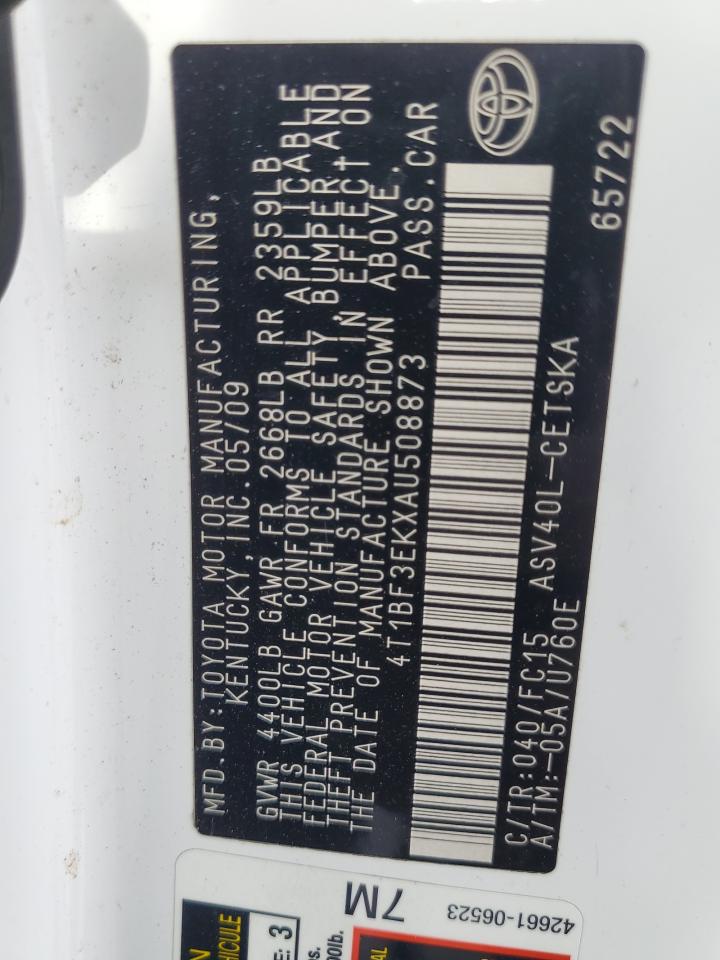 MFD.BY:TOYOTA MOTOR MANUFACTURING,
KENTUCKY, INC.05/09
GVWR 4400LB GAWR FR 2668LB RR 2359LB
THIS VEHICLE CONFORMS TO ALL APPLICABLE
FEDERAL MOTOR VEHICLE SAFETY, BUMPER AND
THEFT PREVENTION STANDARDS IN EFFECT ON
THE DATE OF MANUFACTURE SHOWN ABOVE.
4T1BF3EKXAU508873 PASS.CAR
C/TR:040/FC15 ASV40L-CETSKA
A/TM:-05A/U760E 65722
7M
42661-06523
3